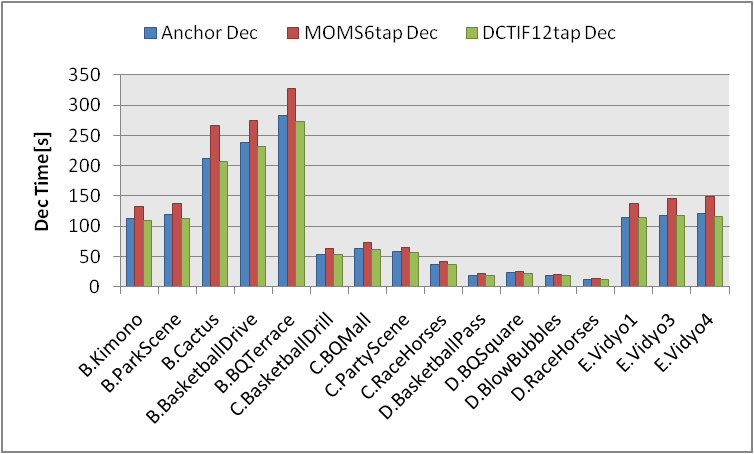 Anchor Dec MOMS6tap Dec DCTIF12tap Dec
350
300
250
200
150
100
50
0
Dec Time[s]
B.Kimono
B.ParkScene
B.Cactus
B.BasketballDrive
B.BQTerrace
C.BasketballDrill
C.BQMall
C.PartyScene
C.RaceHorses
D.BasketballPass
D.BQSquare
D.BlowBubbles
D.RaceHorses
E.Vidyo1
E.Vidyo3
E.Vidyo4